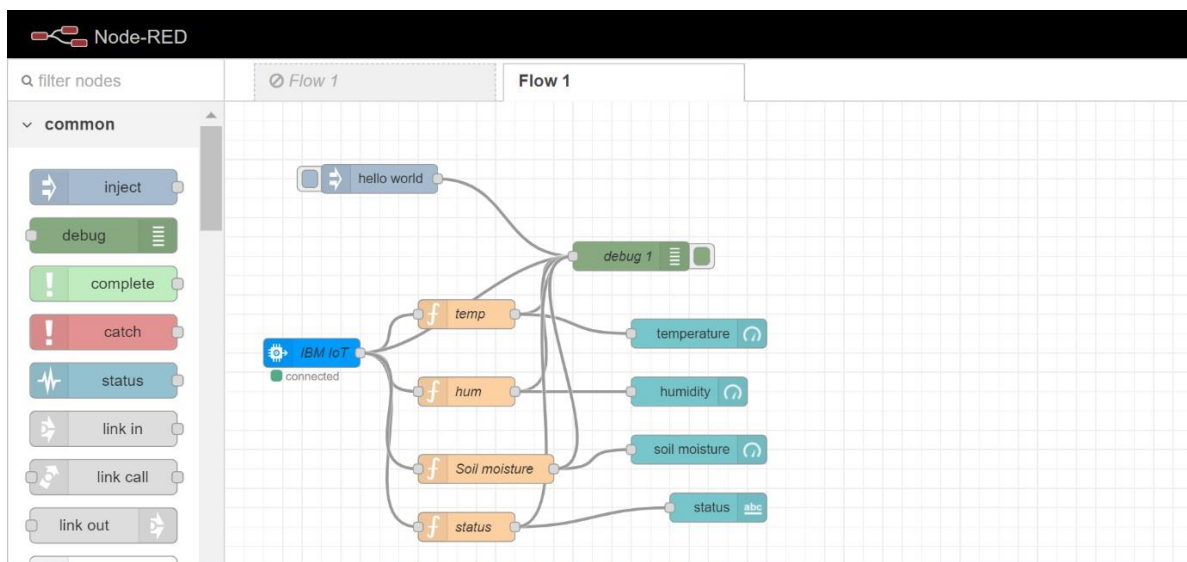 Node-RED
filter nodes
Flow 1
Flow 1
common
inject
debug
complete
catch
status
link in
link call
link out
hello world
debug 1
temp
temperature
IBM IoT
connected
hum
humidity
Soil moisture
soil moisture
status
status
abc